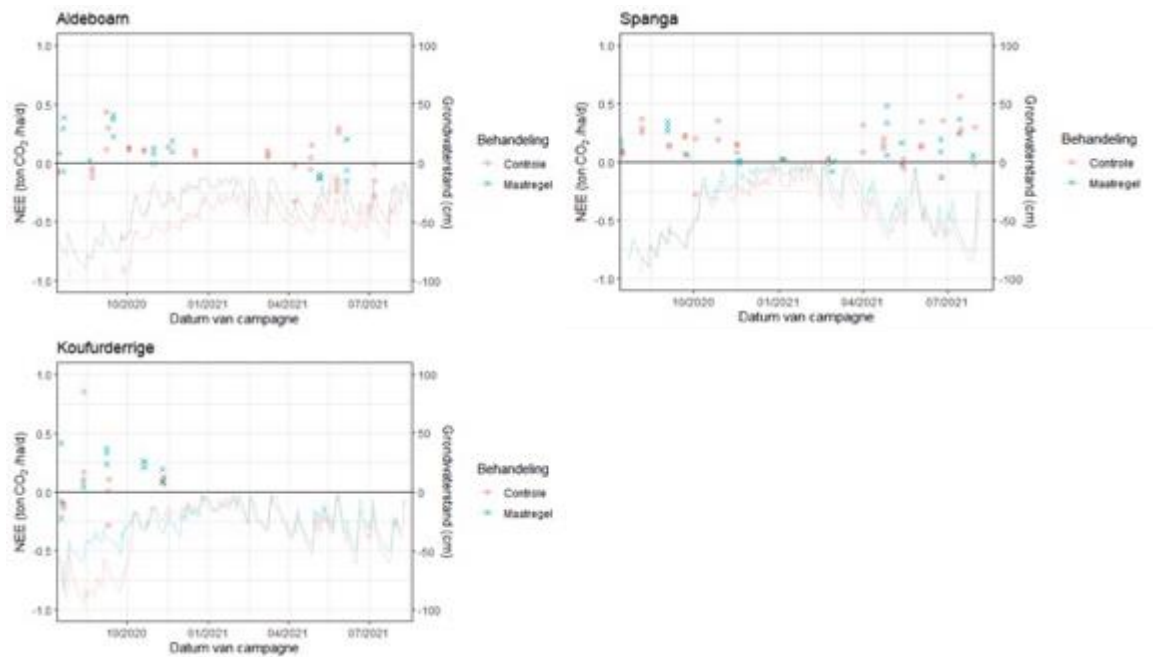 Aldeboarn
NEE (ton CO2 /ha/d)
1.0
0.5
0.0
-0.5
-1.0
100
50
0
-50
-100
Grondwaterstand (cm)
10/2020 01/2021 04/2021 07/2021
Datum van campagne
Behandeling
Controle
Maatregel
Spanga
NEE (ton CO2 /ha/d)
1.0
0.5
0.0
-0.5
-1.0
100
50
0
-50
-100
Grondwaterstand (cm)
10/2020 01/2021 04/2021 07/2021
Datum van campagne
Behandeling
Controle
Maatregel
Koufurderrige
NEE (ton CO2 /ha/d)
1.0
0.5
0.0
-0.5
-1.0
100
50
0
-50
-100
Grondwaterstand (cm)
10/2020 01/2021 04/2021 07/2021
Datum van campagne
Behandeling
Controle
Maatregel